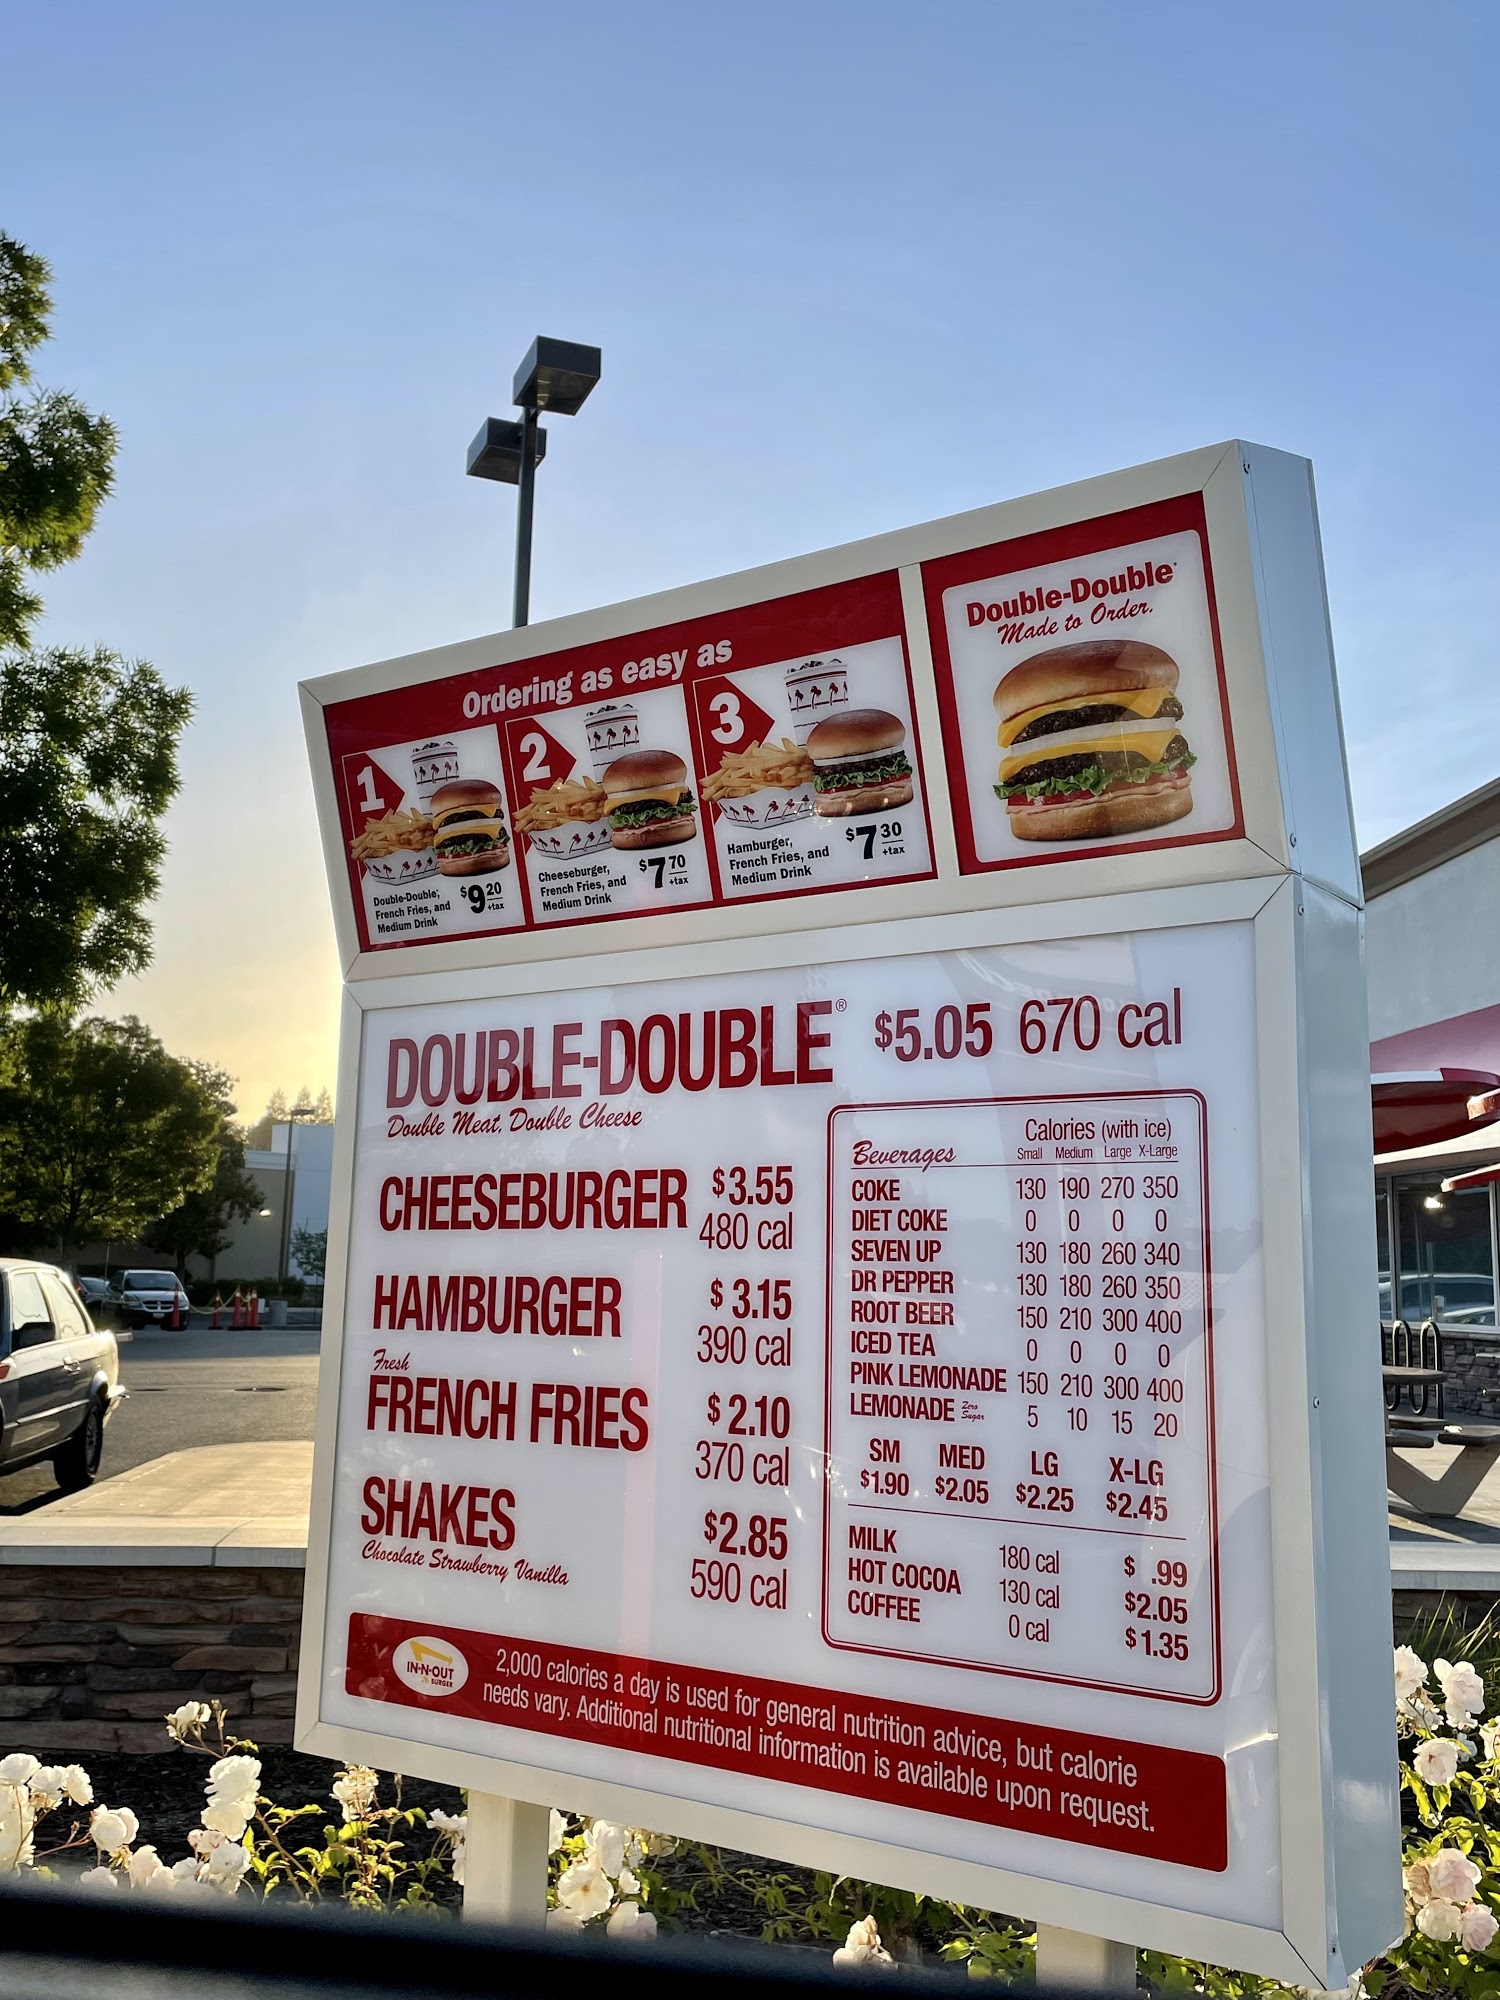 Ordering as easy as
1
Double-Double,
French Fries, and
Medium Drink
$9 20
+tax
2
Cheeseburger,
French Fries, and
Medium Drink
$7 70
+tax
3
Hamburger,
French Fries, and
Medium Drink
$7 30
+tax
Double-Double
Made to Order.
DOUBLE-DOUBLE® $5.05 670 cal
Double Meat, Double Cheese
CHEESEBURGER $3.55
480 cal
HAMBURGER $3.15
390 cal
Fresh
FRENCH FRIES $2.10
370 cal
SHAKES $2.85
Chocolate Strawberry Vanilla 590 cal
Calories (with ice)
Beverages Small Medium Large X-Large
COKE 130 190 270 350
DIET COKE 0 0 0 0
SEVEN UP 130 180 260 340
DR PEPPER 130 180 260 350
ROOT BEER 150 210 300 400
ICED TEA 0 0 0 0
PINK LEMONADE 150 210 300 400
LEMONADE Zero Sugar 5 10 15 20
SM MED LG X-LG
$1.90 $2.05 $2.25 $2.45
MILK 180 cal $ .99
HOT COCOA 130 cal $2.05
COFFEE 0 cal $1.35
IN-N-OUT
BURGER
2,000 calories a day is used for general nutrition advice, but calorie
needs vary. Additional nutritional information is available upon request.